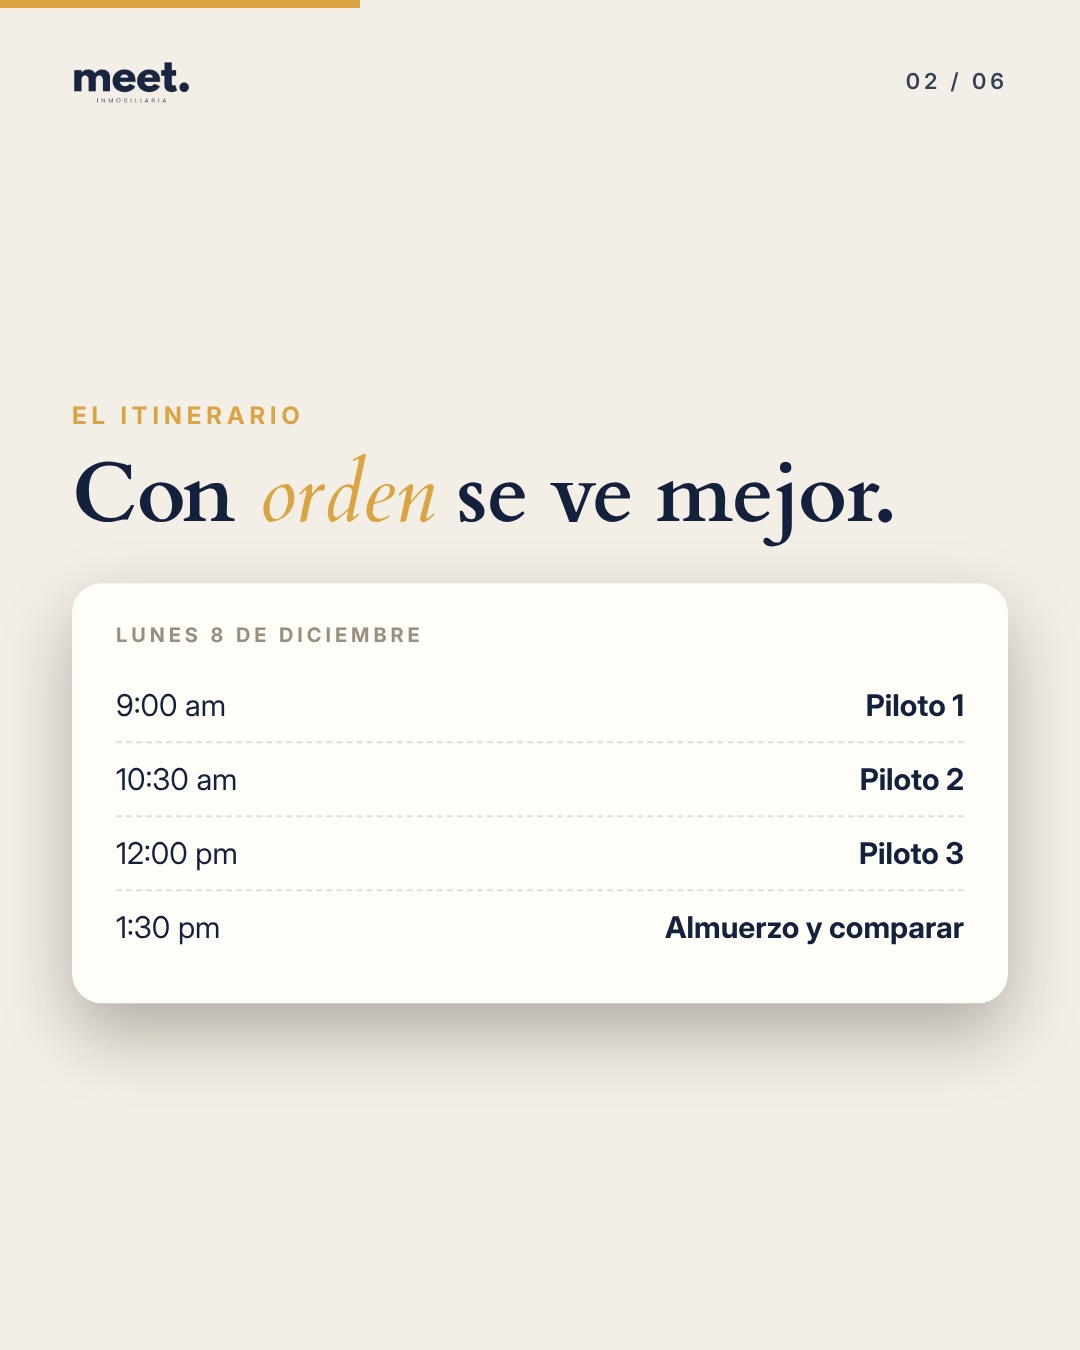 meet.
INMOBILIARIA
02 / 06
EL ITINERARIO
Con orden se ve mejor.
LUNES 8 DE DICIEMBRE
9:00 am Piloto 1
10:30 am Piloto 2
12:00 pm Piloto 3
1:30 pm Almuerzo y comparar